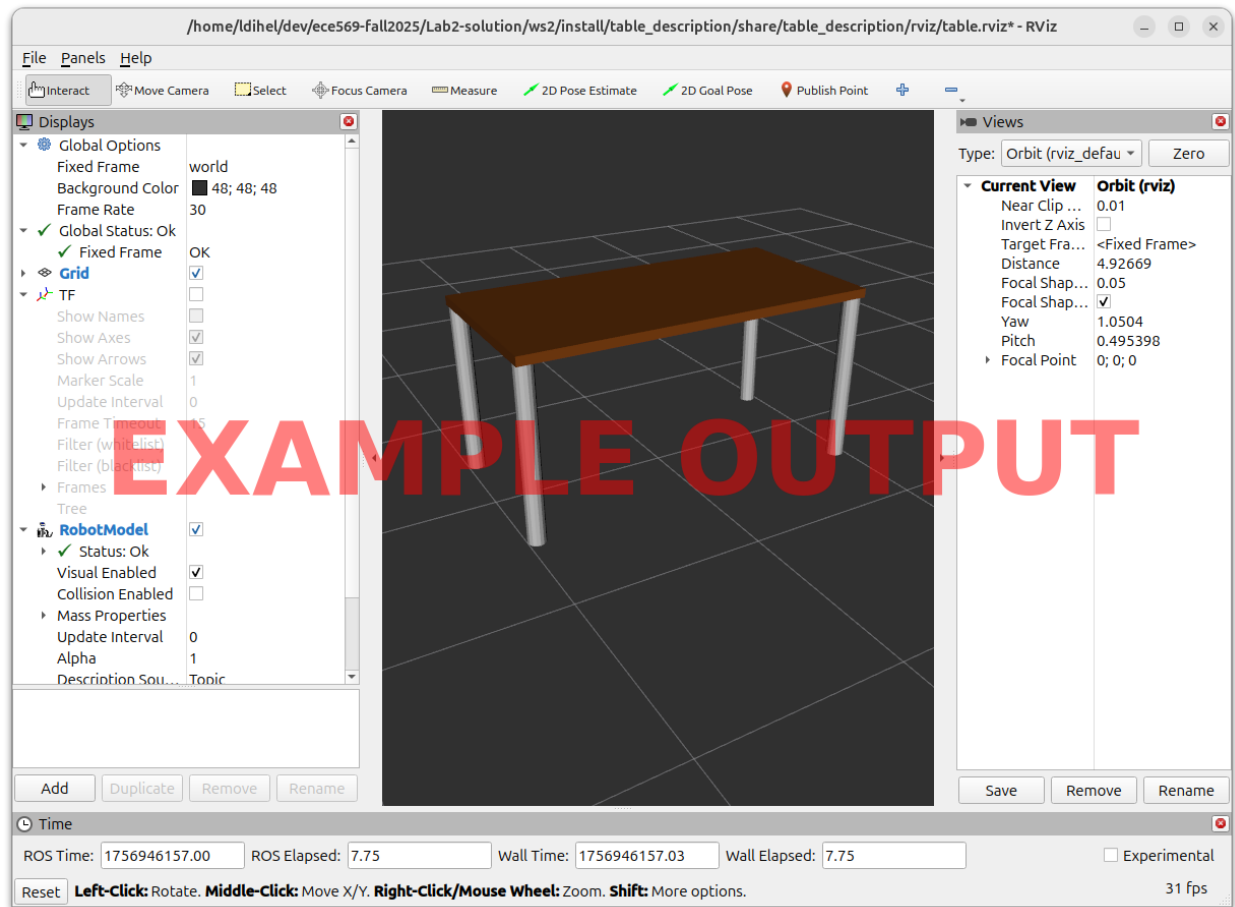 /home/ldihel/dev/ece569-fall2025/Lab2-solution/ws2/install/table_description/share/table_description/rviz/table.rviz* - RViz
File Panels Help
Interact Move Camera Select Focus Camera Measure 2D Pose Estimate 2D Goal Pose Publish Point
Displays
Global Options
Fixed Frame world
Background Color 48; 48; 48
Frame Rate 30
Global Status: Ok
Fixed Frame OK
Grid
TF
Show Names
Show Axes
Show Arrows
Marker Scale 1
Update Interval 0
Frame Timeout 15
Filter (whitelist)
Filter (blacklist)
Frames
Tree
RobotModel
Status: Ok
Visual Enabled
Collision Enabled
Mass Properties
Update Interval 0
Alpha 1
Description Sou... Topic
Add Duplicate Remove Rename
EXAMPLE OUTPUT
Views
Type: Orbit (rviz_defau Zero
Current View Orbit (rviz)
Near Clip ... 0.01
Invert Z Axis
Target Fra... <Fixed Frame>
Distance 4.92669
Focal Shap... 0.05
Focal Shap...
Yaw 1.0504
Pitch 0.495398
Focal Point 0; 0; 0
Save Remove Rename
Time
ROS Time: 1756946157.00 ROS Elapsed: 7.75 Wall Time: 1756946157.03 Wall Elapsed: 7.75 Experimental
Reset Left-Click: Rotate. Middle-Click: Move X/Y. Right-Click/Mouse Wheel: Zoom. Shift: More options. 31 fps